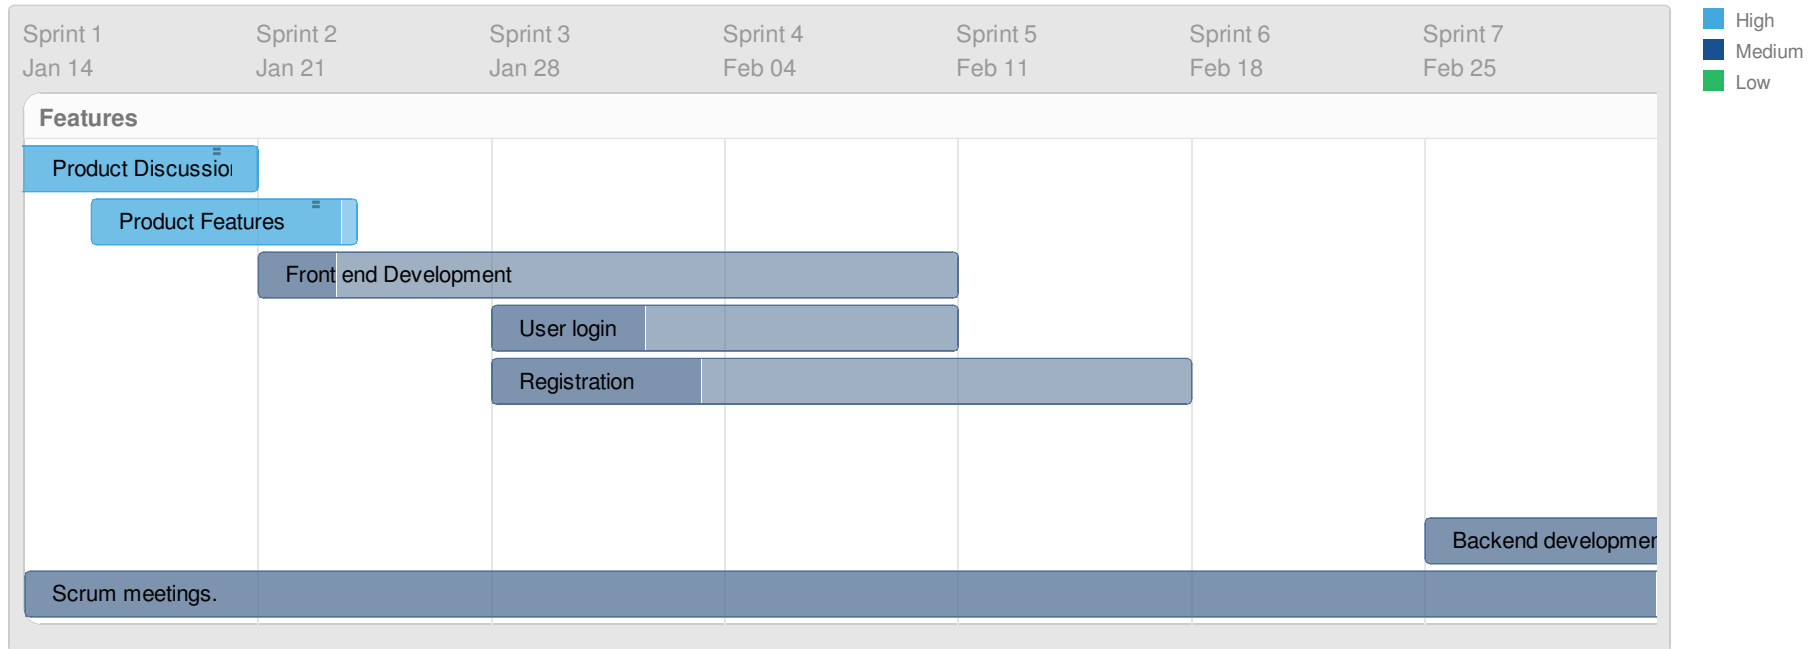 Sprint 1
Jan 14
Sprint 2
Jan 21
Sprint 3
Jan 28
Sprint 4
Feb 04
Sprint 5
Feb 11
Sprint 6
Feb 18
Sprint 7
Feb 25
High
Medium
Low
Features
Product Discussion
Product Features
Front end Development
User login
Registration
Backend developmen
Scrum meetings.